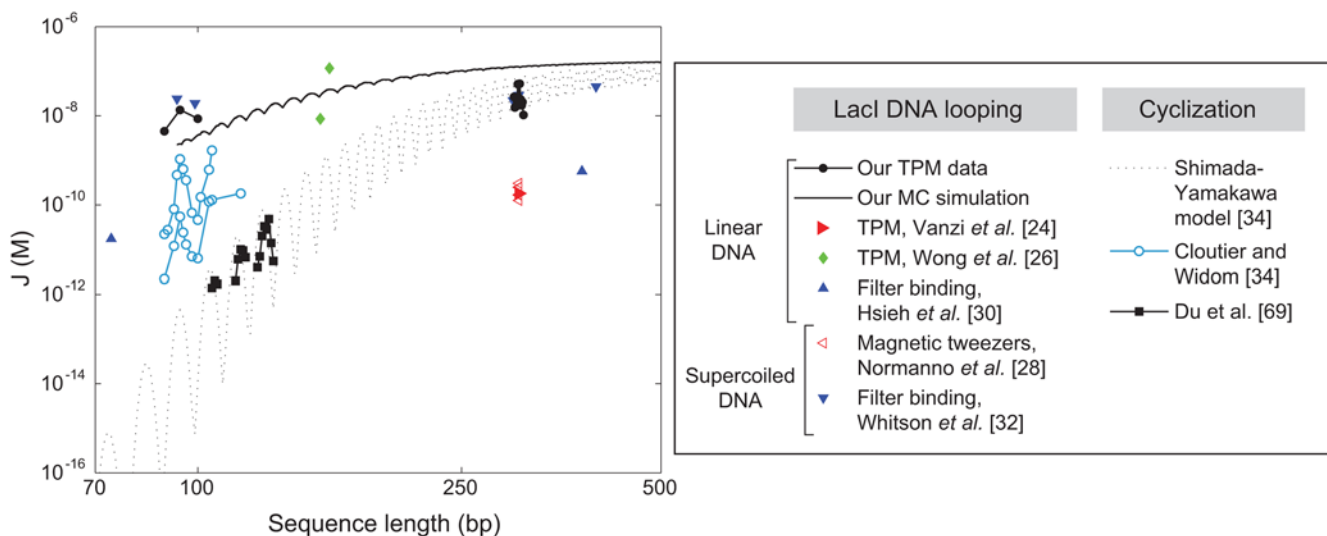 10⁻⁶
10⁻⁸
10⁻¹⁰
10⁻¹²
10⁻¹⁴
10⁻¹⁶
J (M)
70
100
250
500
Sequence length (bp)
LacI DNA looping
Cyclization
Linear
DNA
Our TPM data
Our MC simulation
TPM, Vanzi et al. [24]
TPM, Wong et al. [26]
Filter binding,
Hsieh et al. [30]
Supercoiled
DNA
Magnetic tweezers,
Normanno et al. [28]
Filter binding,
Whitson et al. [32]
Shimada-
Yamakawa
model [34]
Cloutier and
Widom [34]
Du et al. [69]